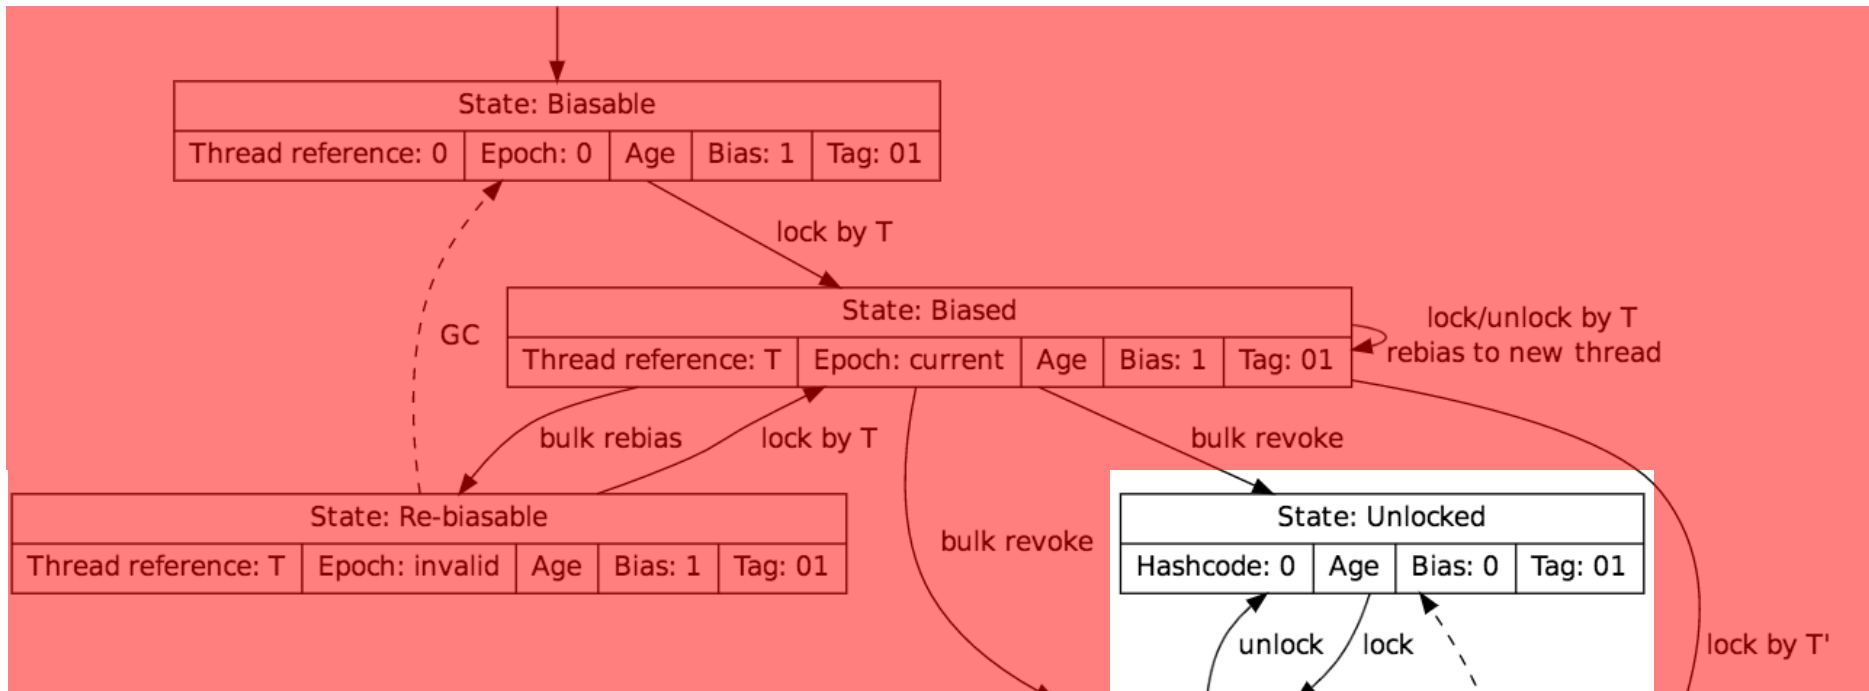 State: Biasable
Thread reference: 0 Epoch: 0 Age Bias: 1 Tag: 01
lock by T
State: Biased
Thread reference: T Epoch: current Age Bias: 1 Tag: 01
lock/unlock by T
rebias to new thread
GC
bulk rebias
lock by T
bulk revoke
State: Re-biasable
Thread reference: T Epoch: invalid Age Bias: 1 Tag: 01
bulk revoke
State: Unlocked
Hashcode: 0 Age Bias: 0 Tag: 01
unlock
lock
lock by T'